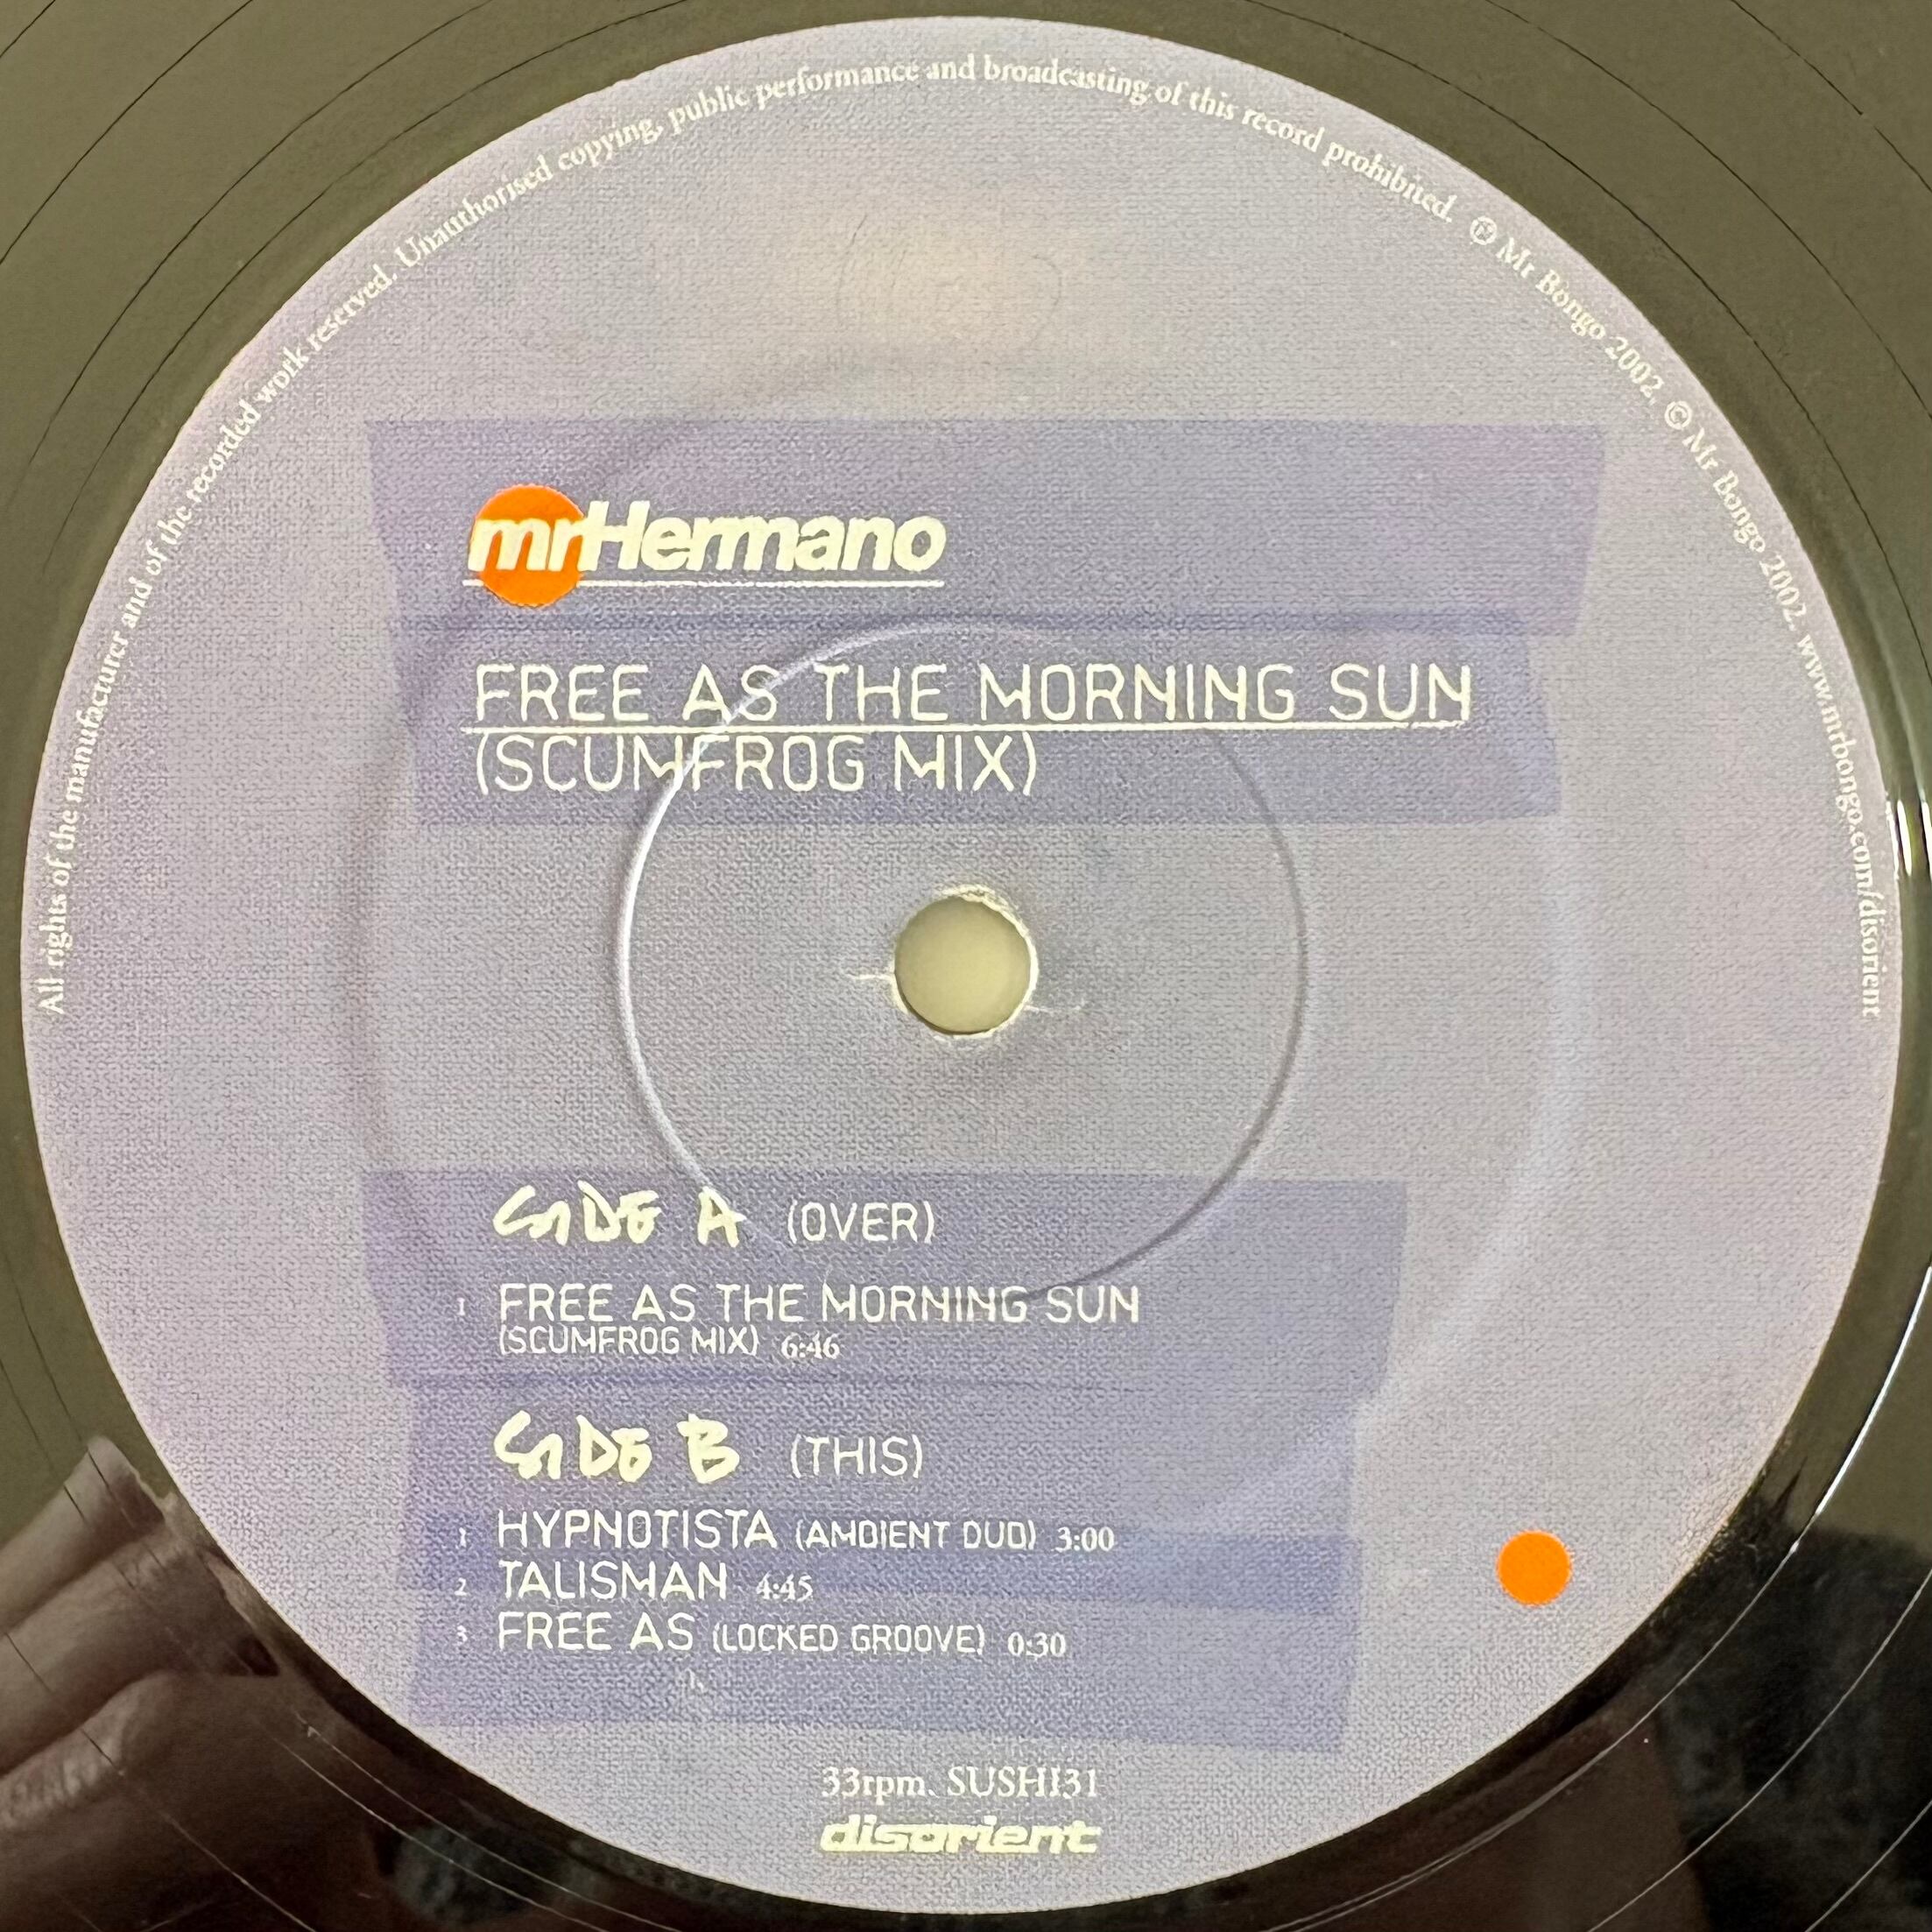 All rights of the manufacturer and of the recorded work reserved. Unauthorised copying, public performance and broadcasting of this record prohibited. ℗ Mr Bongo 2002. © Mr Bongo 2002. www.mrbongo.com/disorient
mrHermano
FREE AS THE MORNING SUN
(SCUMFROG MIX)
SIDE A (OVER)
1 FREE AS THE MORNING SUN
(SCUMFROG MIX) 6:46
SIDE B (THIS)
1 HYPNOTISTA (AMBIENT DUB) 3:00
2 TALISMAN 4:45
3 FREE AS (LOCKED GROOVE) 0:30
33rpm. SUSHI31
disorient